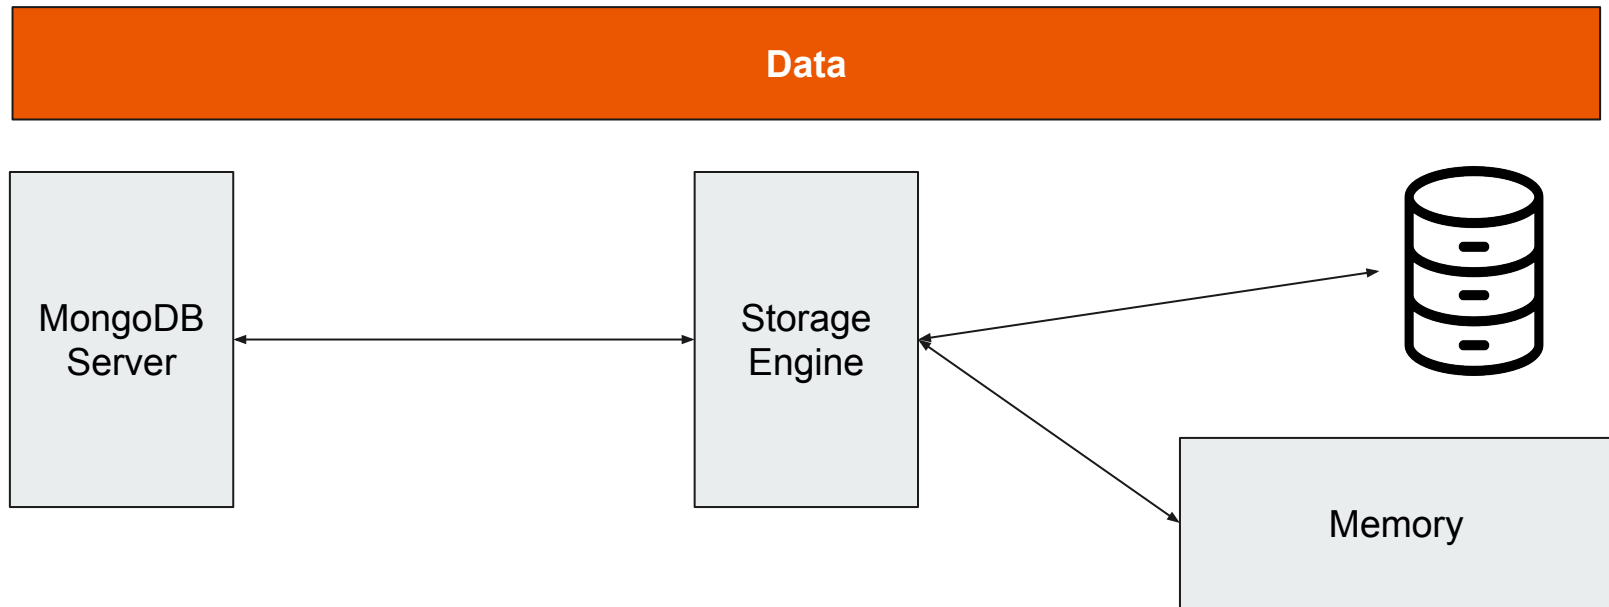 Data
MongoDB
Server
Storage
Engine
Memory